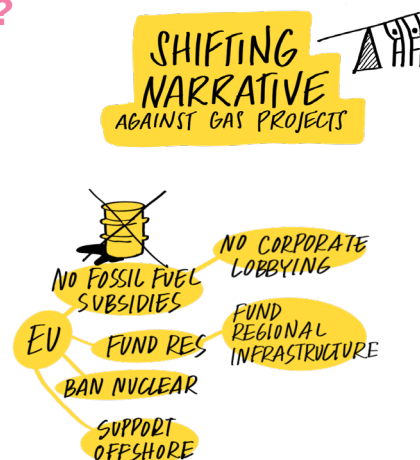 ?
SHIFTING
NARRATIVE
AGAINST GAS PROJECTS
NO CORPORATE
LOBBYING
NO FOSSIL FUEL
SUBSIDIES
EU
FUND RES
FUND
REGIONAL
INFRASTRUCTURE
BAN NUCLEAR
SUPPORT
OFFSHORE